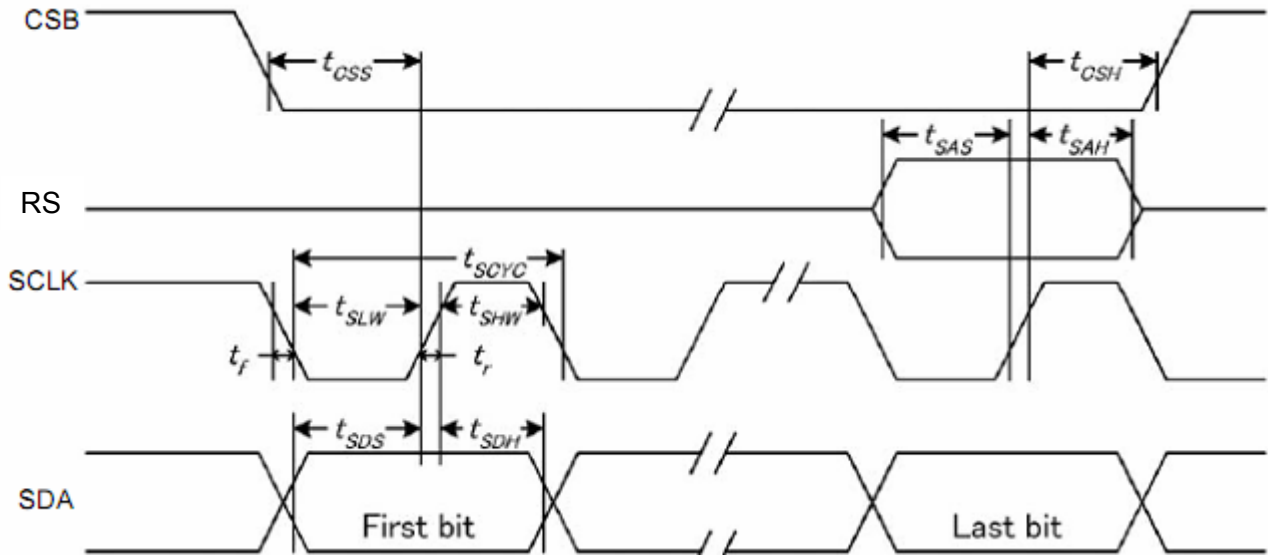 CSB
tCSS
tCSH
tSAS
tSAH
RS
tSCYC
SCLK
tSLW
tSHW
tf
tr
tSDS
tSDH
SDA
First bit
Last bit